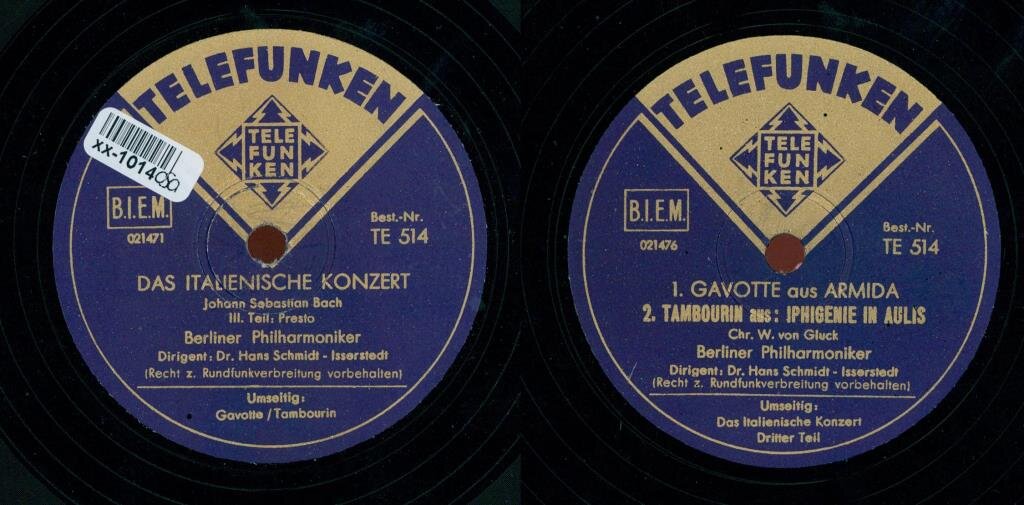 TELEFUNKEN
TELE
FUN
KEN
xx-1014
B.I.E.M.
021471
Best.-Nr.
TE 514
DAS ITALIENISCHE KONZERT
Johann Sebastian Bach
III. Teil: Presto
Berliner Philharmoniker
Dirigent: Dr. Hans Schmidt - Isserstedt
(Recht z. Rundfunkverbreitung vorbehalten)
Umseitig:
Gavotte / Tambourin
TELEFUNKEN
TELE
FUN
KEN
B.I.E.M.
021476
Best.-Nr.
TE 514
1. GAVOTTE aus ARMIDA
2. TAMBOURIN aus: IPHIGENIE IN AULIS
Chr. W. von Gluck
Berliner Philharmoniker
Dirigent: Dr. Hans Schmidt - Isserstedt
(Recht z. Rundfunkverbreitung vorbehalten)
Umseitig:
Das Italienische Konzert
Dritter Teil